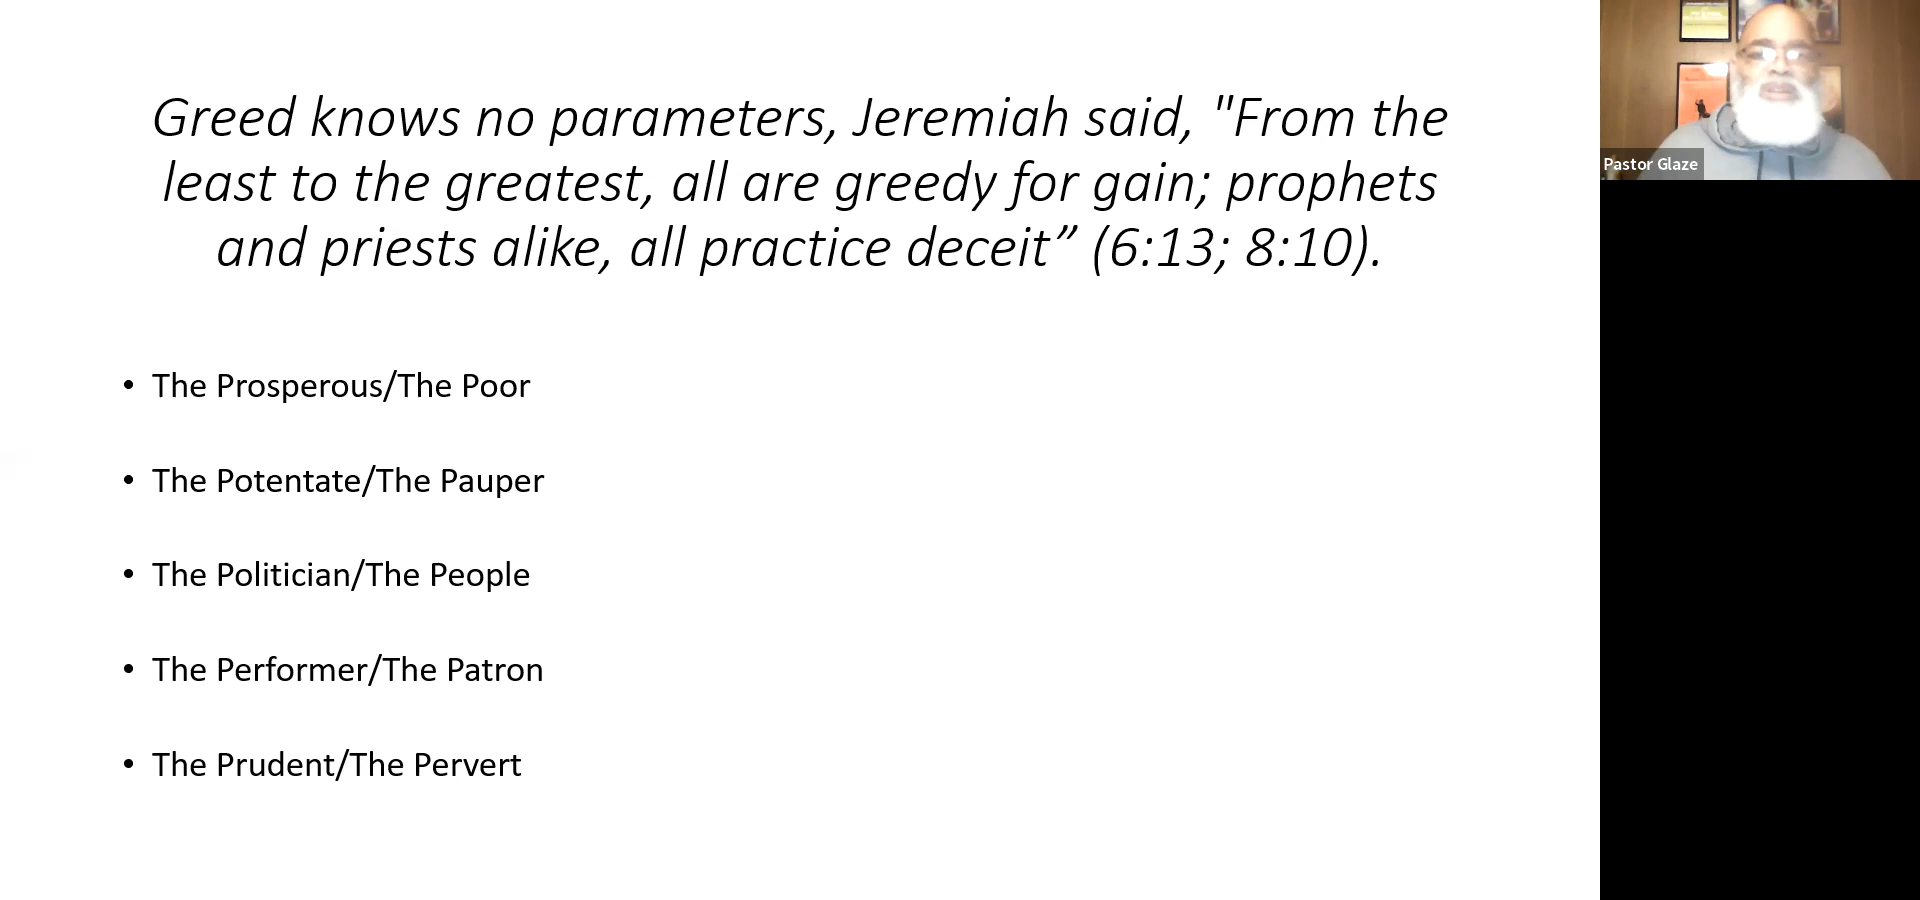 Greed knows no parameters, Jeremiah said, "From the
least to the greatest, all are greedy for gain; prophets
and priests alike, all practice deceit” (6:13; 8:10).
• The Prosperous/The Poor
• The Potentate/The Pauper
• The Politician/The People
• The Performer/The Patron
• The Prudent/The Pervert
Pastor Glaze